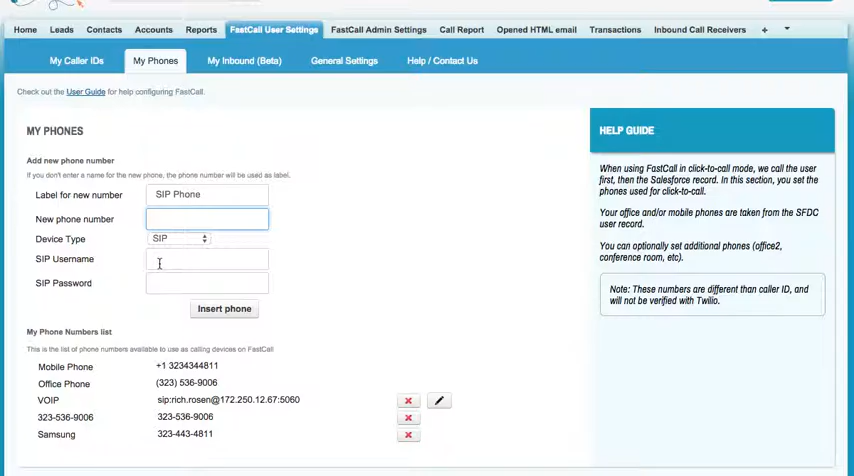 Home Leads Contacts Accounts Reports FastCall User Settings FastCall Admin Settings Call Report Opened HTML email Transactions Inbound Call Receivers +
My Caller IDs My Phones My Inbound (Beta) General Settings Help / Contact Us
Check out the User Guide for help configuring FastCall.
MY PHONES
Add new phone number
If you don't enter a name for the new phone, the phone number will be used as label.
Label for new number SIP Phone
New phone number
Device Type SIP
SIP Username
SIP Password
Insert phone
My Phone Numbers list
This is the list of phone numbers available to use as calling devices on FastCall
Mobile Phone +1 3234344811
Office Phone (323) 536-9006
VOIP sip:rich.rosen@172.250.12.67:5060
323-536-9006 323-536-9006
Samsung 323-443-4811
HELP GUIDE
When using FastCall in click-to-call mode, we call the user
first, then the Salesforce record. In this section, you set the
phones used for click-to-call.
Your office and/or mobile phones are taken from the SFDC
user record.
You can optionally set additional phones (office2,
conference room, etc).
Note: These numbers are different than caller ID, and
will not be verified with Twilio.